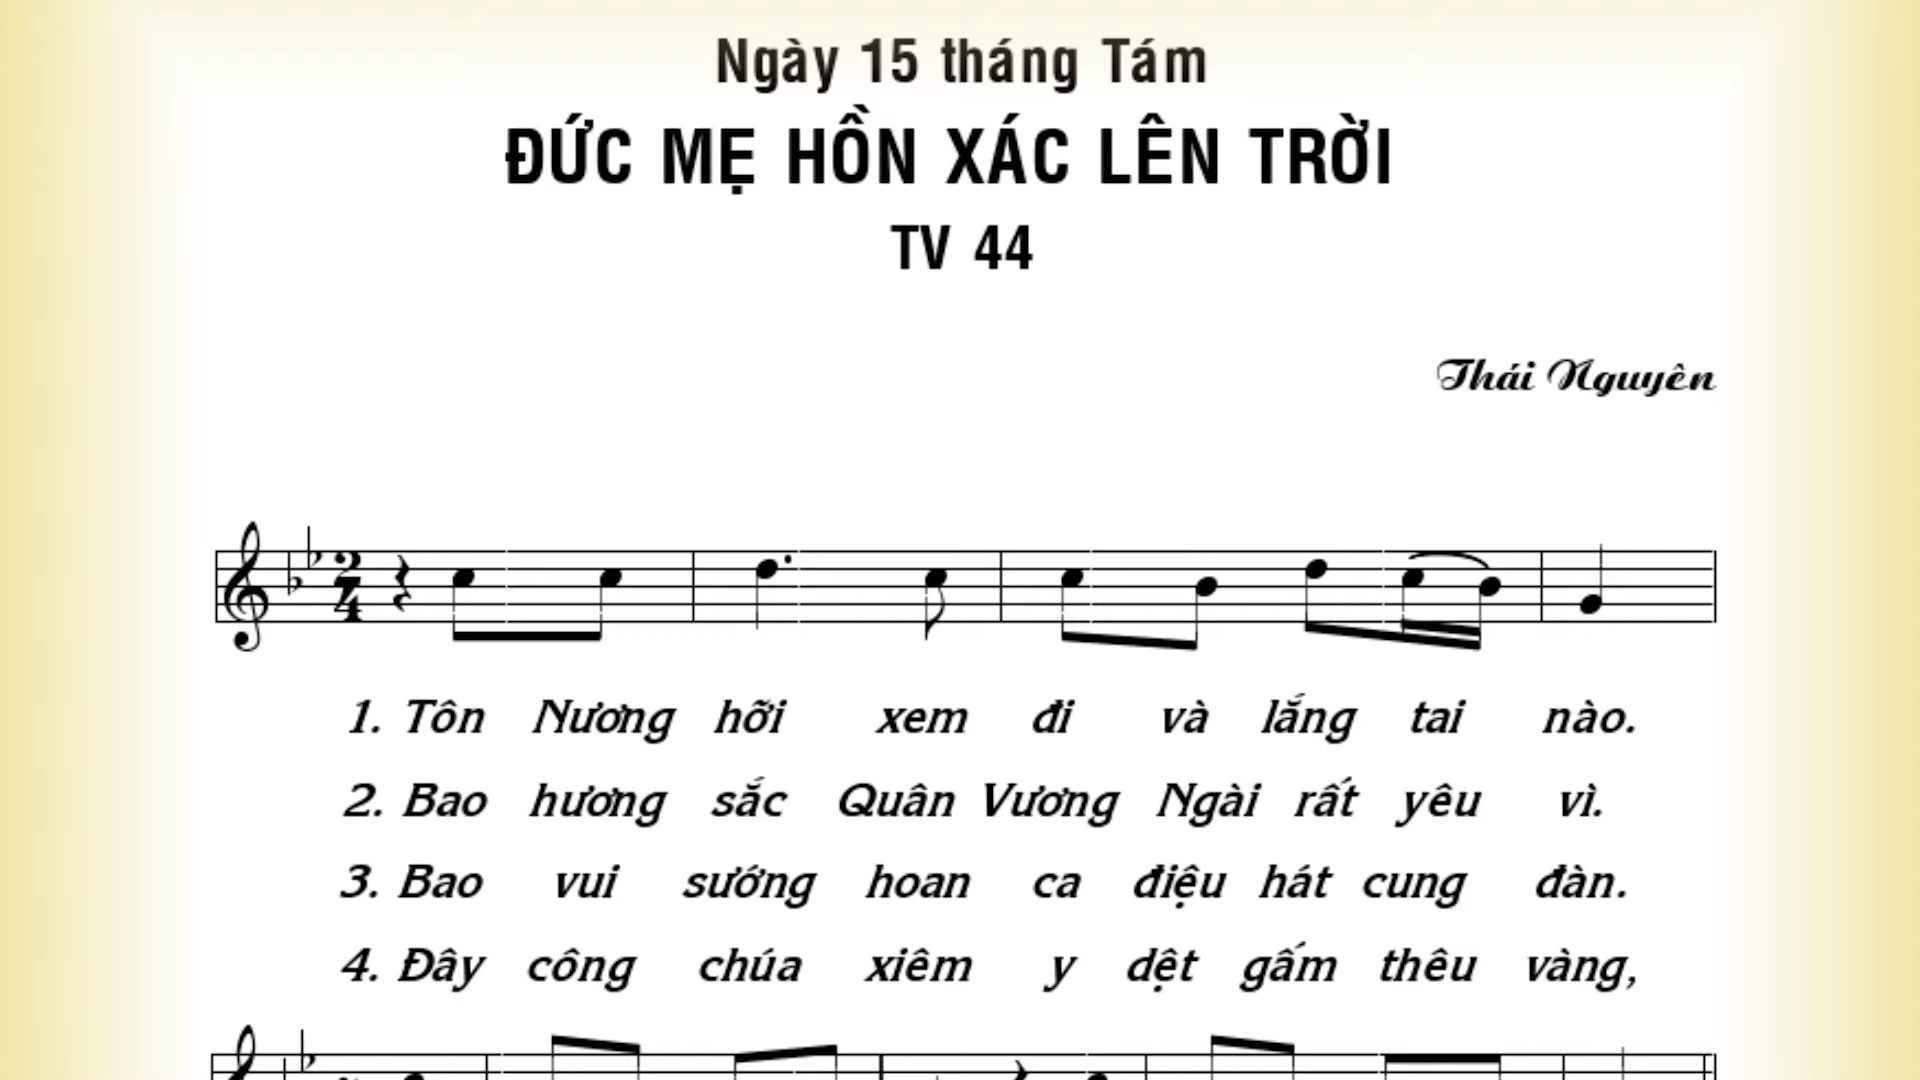 Ngày 15 tháng Tám
ĐỨC MẸ HỒN XÁC LÊN TRỜI
TV 44
Thái Nguyên
2
4
1. Tôn Nương hỡi xem đi và lắng tai nào.
2. Bao hương sắc Quân Vương Ngài rất yêu vì.
3. Bao vui sướng hoan ca điệu hát cung đàn.
4. Đây công chúa xiêm y dệt gấm thêu vàng,